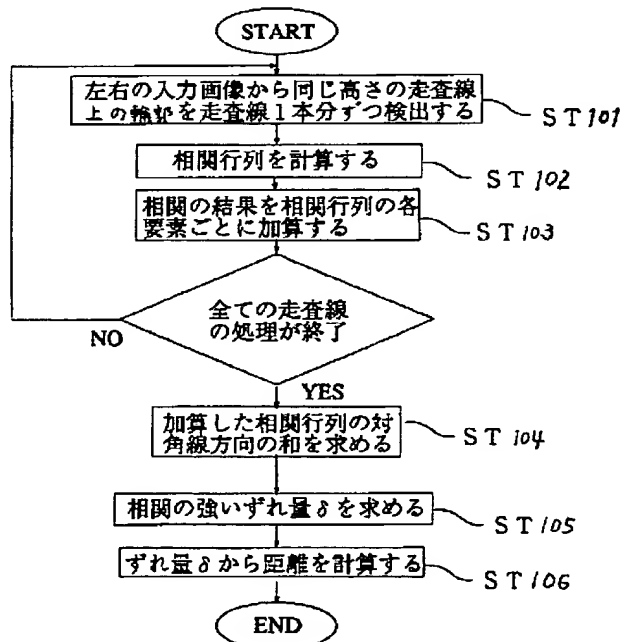 START
左右の入力画像から同じ高さの走査線
上の輪郭を走査線1本分ずつ検出する
ST101
相関行列を計算する
ST102
相関の結果を相関行列の各
要素ごとに加算する
ST103
全ての走査線
の処理が終了
NO
YES
加算した相関行列の対
角線方向の和を求める
ST104
相関の強いずれ量δを求める
ST105
ずれ量δから距離を計算する
ST106
END